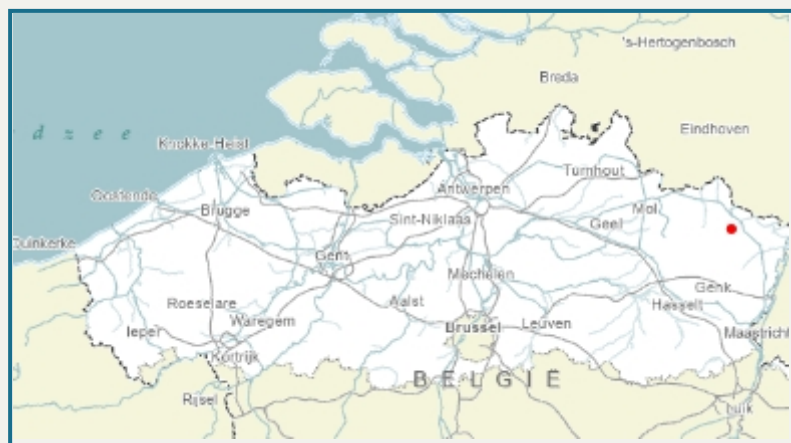 's-Hertogenbosch
Breda
Eindhoven
d z e e
Knokke-Heist
Turnhout
Antwerpen
Oostende
Mol
Brugge
Sint-Niklaas
Geel
Duinkerke
Gent
Mechelen
Genk
Roeselare
Aalst
Hasselt
Ieper
Waregem
Brussel
Leuven
Maastricht
Kortrijk
BELGIË
Rijsel
Luik